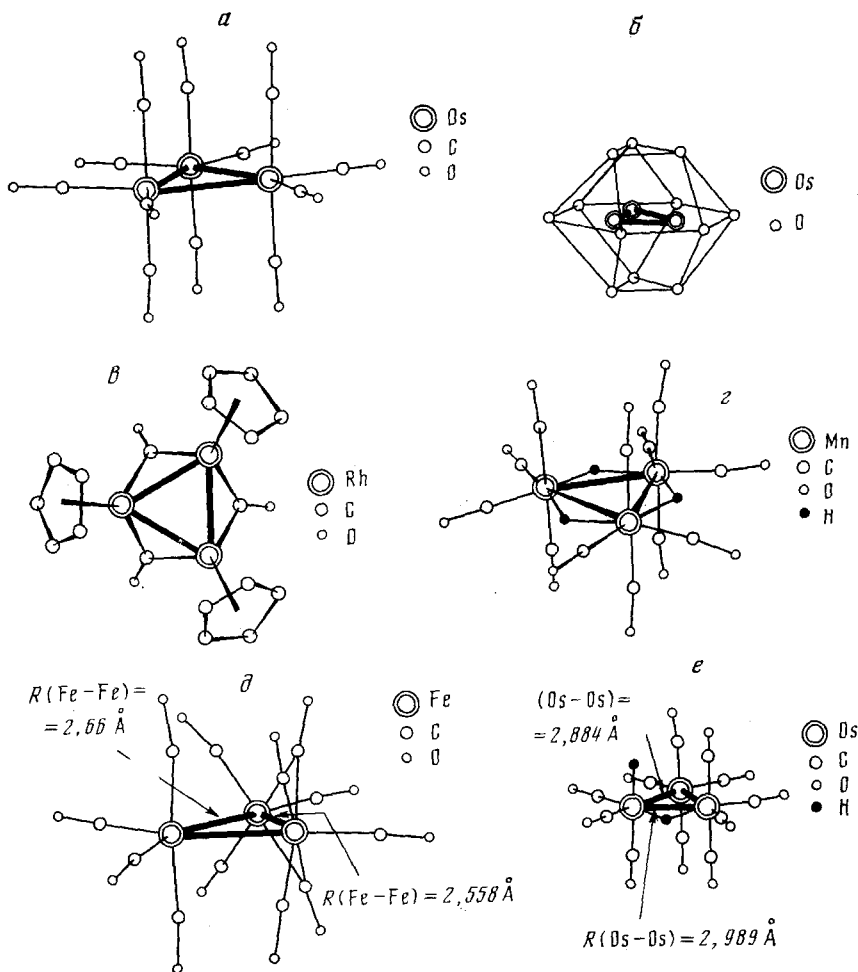 а
Os
C
O
б
Os
O
в
Rh
C
O
г
Mn
C
O
H
д
R(Fe–Fe)=
=2,66 Å
Fe
C
O
R(Fe–Fe)=2,558 Å
е
(Os–Os)=
=2,884 Å
Os
C
O
H
R(Os–Os)=2,989 Å